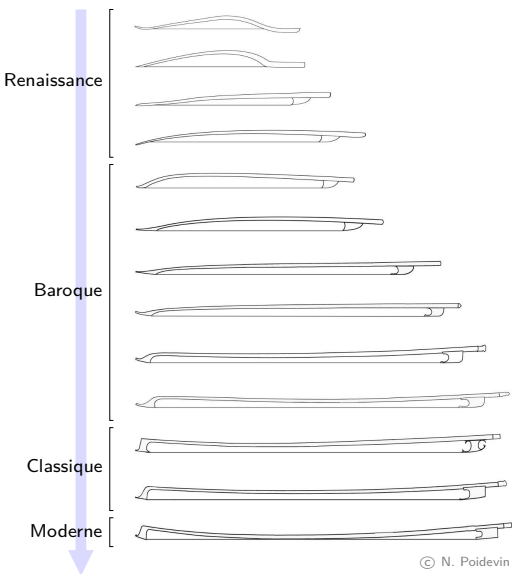 Renaissance
Baroque
Classique
Moderne
© N. Poidevin